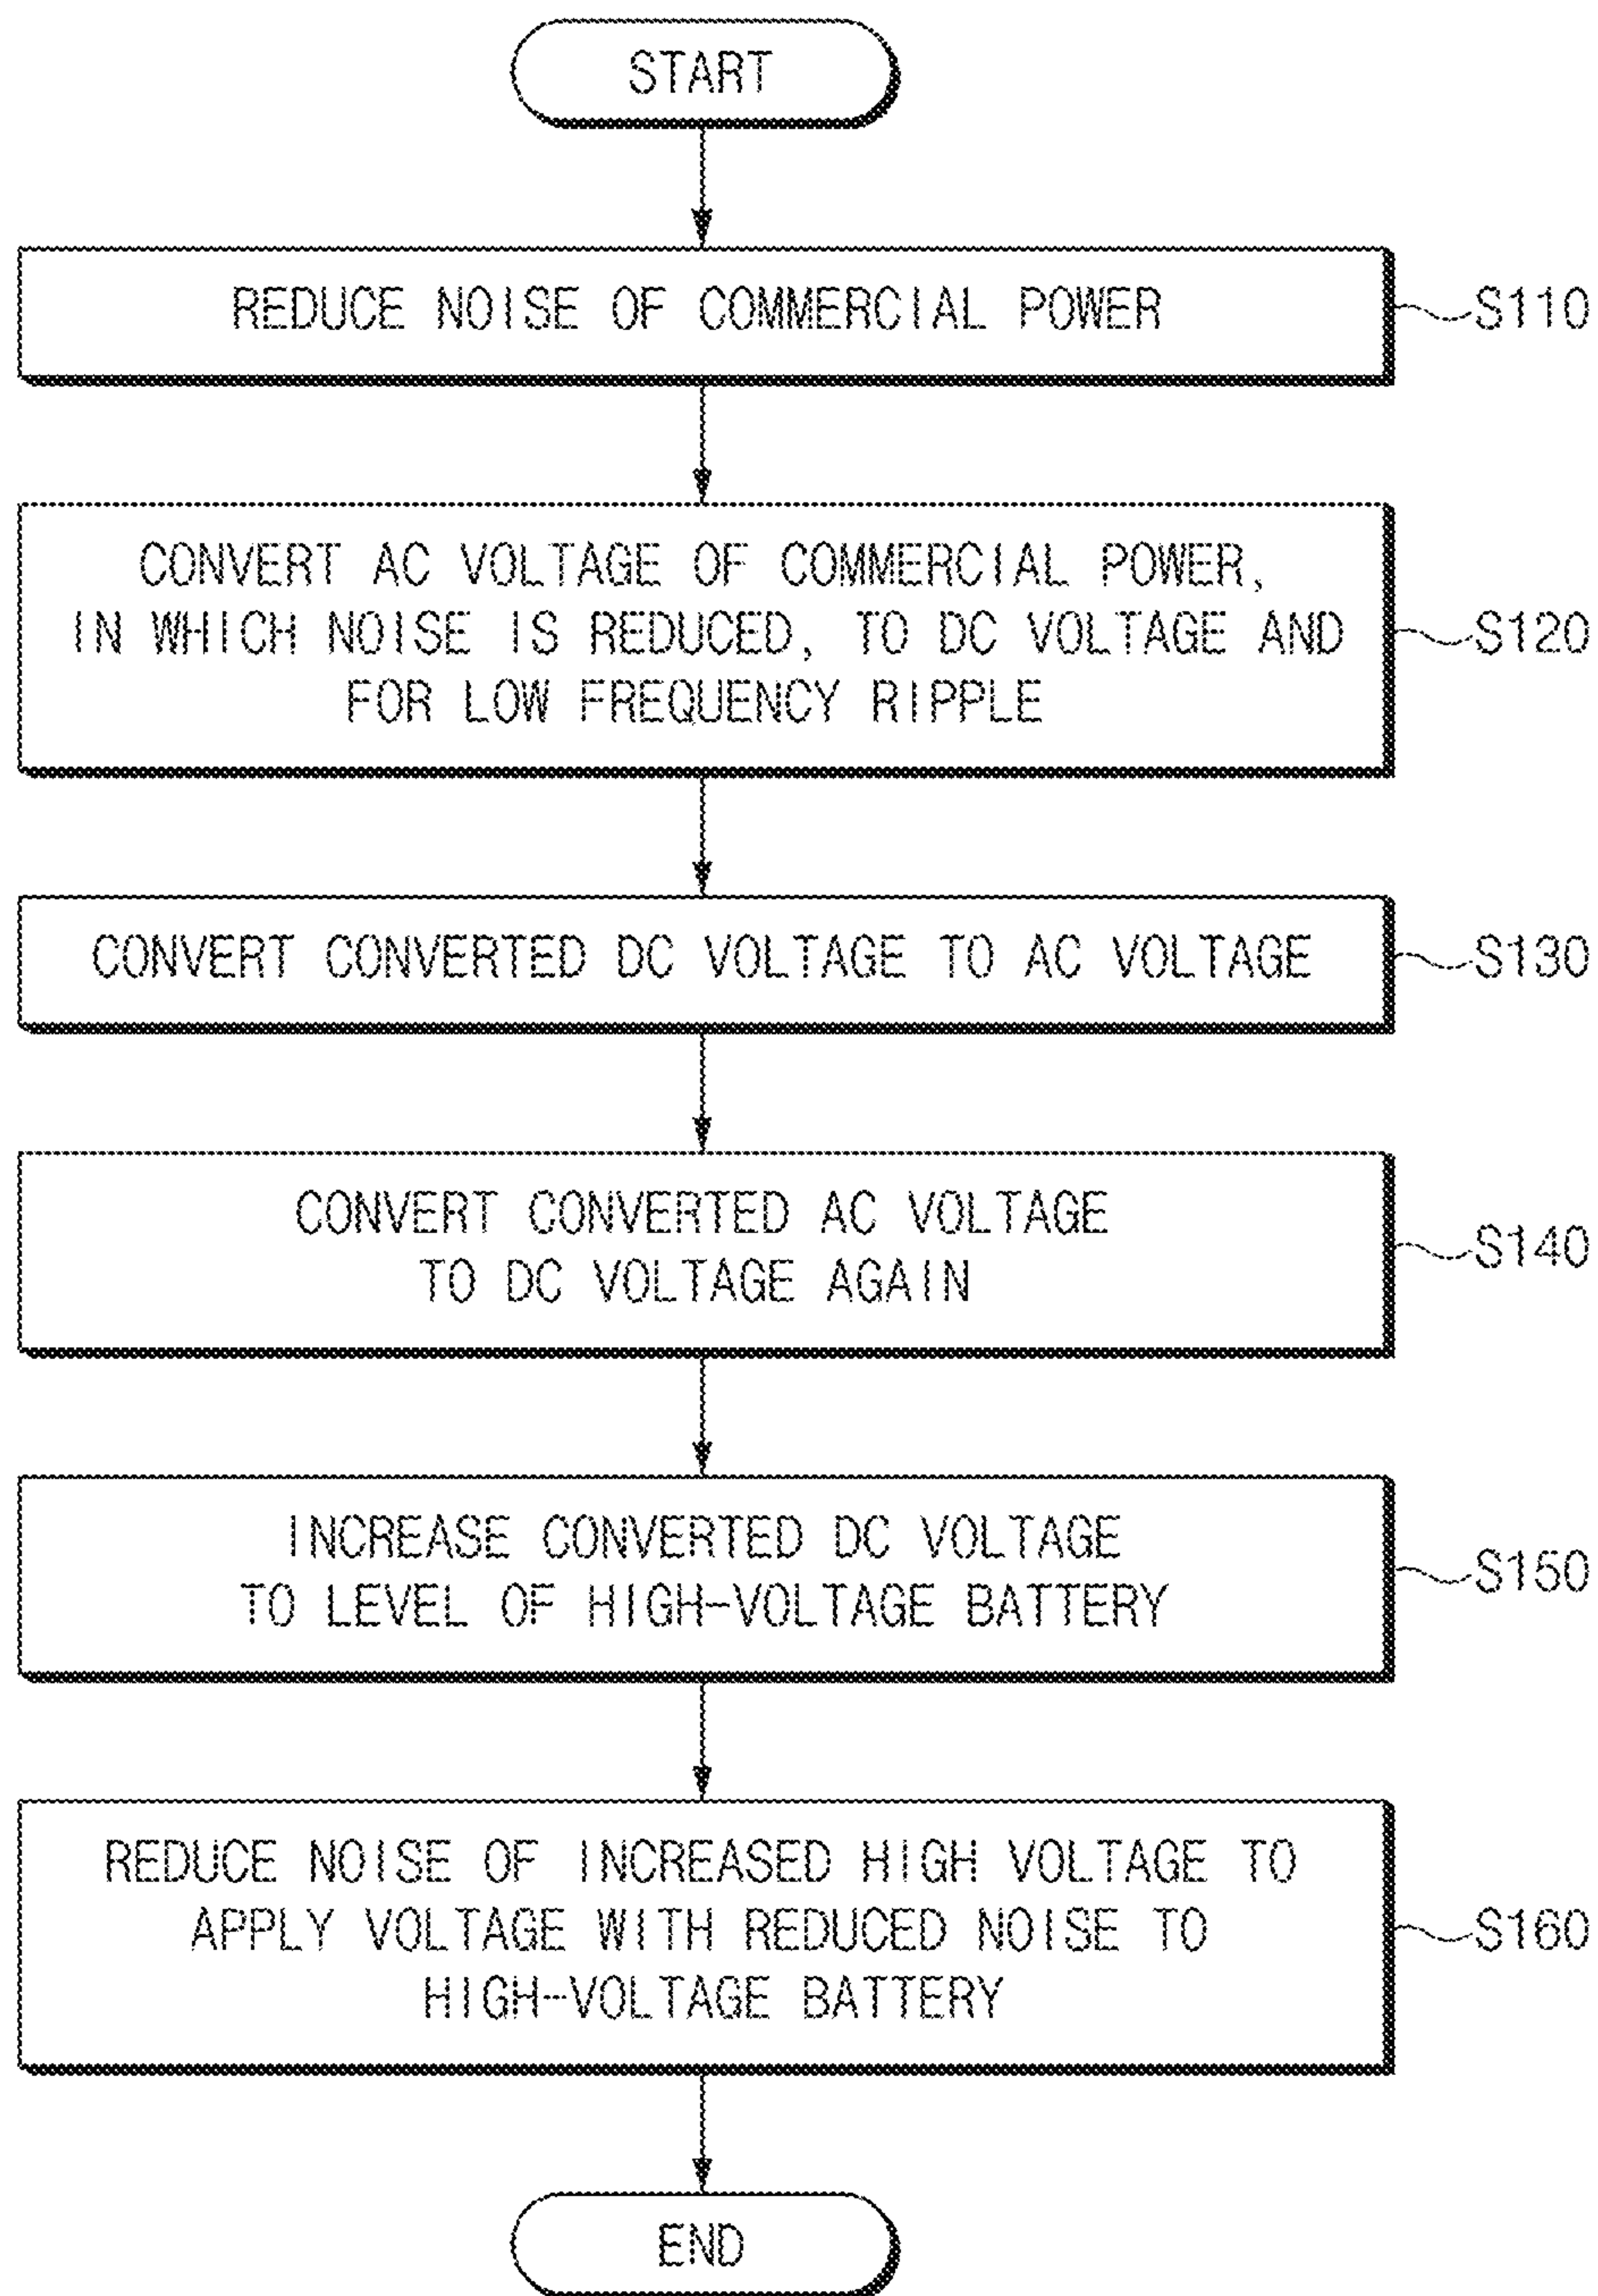 START
REDUCE NOISE OF COMMERCIAL POWER
S110
CONVERT AC VOLTAGE OF COMMERCIAL POWER,
IN WHICH NOISE IS REDUCED, TO DC VOLTAGE AND
FOR LOW FREQUENCY RIPPLE
S120
CONVERT CONVERTED DC VOLTAGE TO AC VOLTAGE
S130
CONVERT CONVERTED AC VOLTAGE
TO DC VOLTAGE AGAIN
S140
INCREASE CONVERTED DC VOLTAGE
TO LEVEL OF HIGH-VOLTAGE BATTERY
S150
REDUCE NOISE OF INCREASED HIGH VOLTAGE TO
APPLY VOLTAGE WITH REDUCED NOISE TO
HIGH-VOLTAGE BATTERY
S160
END